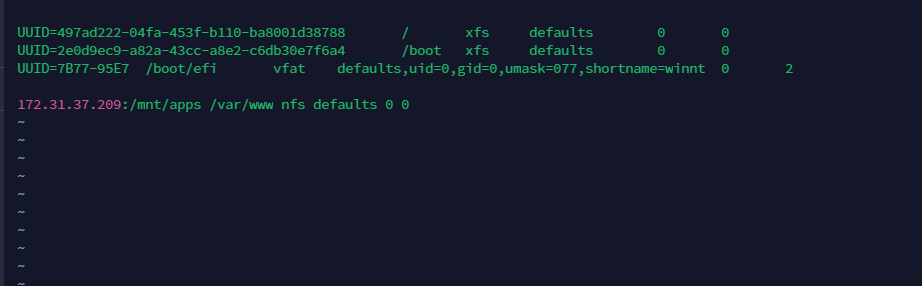 UUID=497ad222-04fa-453f-b110-ba8001d38788 / xfs defaults 0 0
UUID=2e0d9ec9-a82a-43cc-a8e2-c6db30e7f6a4 /boot xfs defaults 0 0
UUID=7B77-95E7 /boot/efi vfat defaults,uid=0,gid=0,umask=077,shortname=winnt 0 2
172.31.37.209:/mnt/apps /var/www nfs defaults 0 0
~
~
~
~
~
~
~
~
~
~